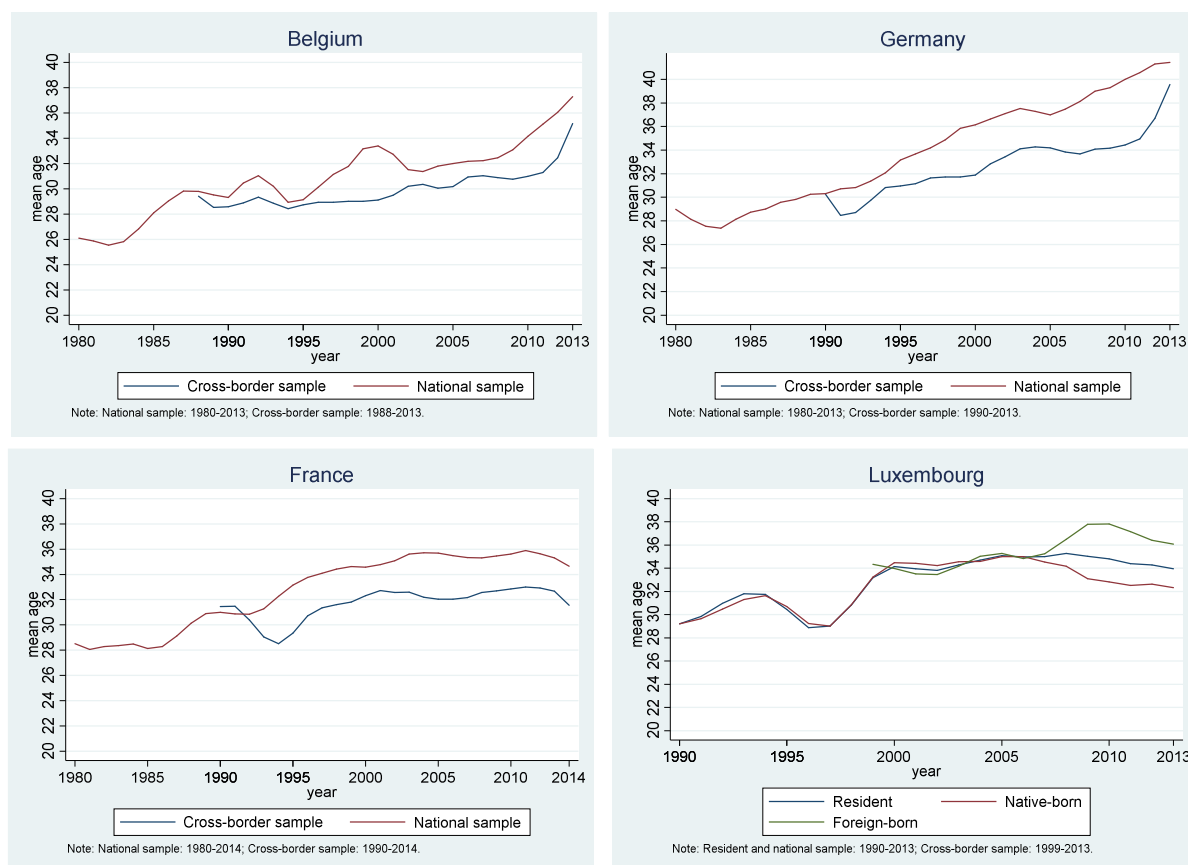 Belgium
mean age
40
38
36
34
32
30
28
26
24
22
20
1980
1985
1990
1995
2000
2005
2010
2013
year
Cross-border sample
National sample
Note: National sample: 1980-2013; Cross-border sample: 1988-2013.
Germany
mean age
40
38
36
34
32
30
28
26
24
22
20
1980
1985
1990
1995
2000
2005
2010
2013
year
Cross-border sample
National sample
Note: National sample: 1980-2013; Cross-border sample: 1990-2013.
France
mean age
40
38
36
34
32
30
28
26
24
22
20
1980
1985
1990
1995
2000
2005
2010
2014
year
Cross-border sample
National sample
Note: National sample: 1980-2014; Cross-border sample: 1990-2014.
Luxembourg
mean age
40
38
36
34
32
30
28
26
24
22
20
1990
1995
2000
2005
2010
2013
year
Resident
Native-born
Foreign-born
Note: Resident and national sample: 1990-2013; Cross-border sample: 1999-2013.